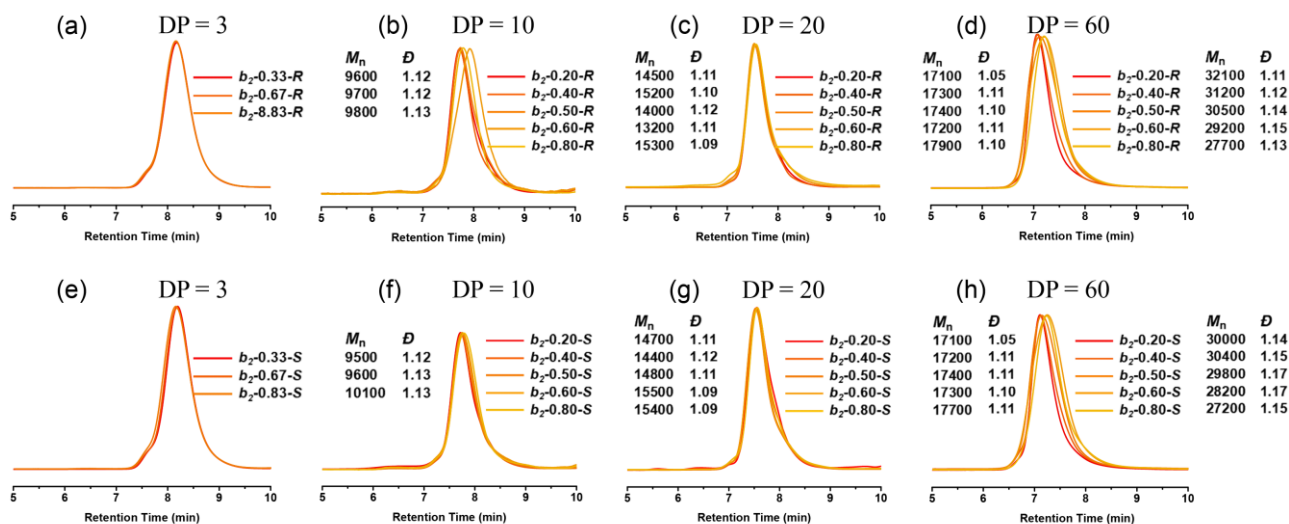 (a) DP = 3
b2-0.33-R
b2-0.67-R
b2-8.83-R
5 6 7 8 9 10
Retention Time (min)
(b) DP = 10
Mn Đ
9600 1.12
9700 1.12
9800 1.13
b2-0.20-R
b2-0.40-R
b2-0.50-R
b2-0.60-R
b2-0.80-R
5 6 7 8 9 10
Retention Time (min)
(c) DP = 20
Mn Đ
14500 1.11
15200 1.10
14000 1.12
13200 1.11
15300 1.09
b2-0.20-R
b2-0.40-R
b2-0.50-R
b2-0.60-R
b2-0.80-R
5 6 7 8 9 10
Retention Time (min)
(d) DP = 60
Mn Đ
17100 1.05
17300 1.11
17400 1.10
17200 1.11
17900 1.10
b2-0.20-R
b2-0.40-R
b2-0.50-R
b2-0.60-R
b2-0.80-R
32100 1.11
31200 1.12
30500 1.14
29200 1.15
27700 1.13
5 6 7 8 9 10
Retention Time (min)
(e) DP = 3
b2-0.33-S
b2-0.67-S
b2-0.83-S
5 6 7 8 9 10
Retention Time (min)
(f) DP = 10
Mn Đ
9500 1.12
9600 1.13
10100 1.13
b2-0.20-S
b2-0.40-S
b2-0.50-S
b2-0.60-S
b2-0.80-S
5 6 7 8 9 10
Retention Time (min)
(g) DP = 20
Mn Đ
14700 1.11
14400 1.12
14800 1.11
15500 1.09
15400 1.09
b2-0.20-S
b2-0.40-S
b2-0.50-S
b2-0.60-S
b2-0.80-S
5 6 7 8 9 10
Retention Time (min)
(h) DP = 60
Mn Đ
17100 1.05
17200 1.11
17400 1.11
17300 1.10
17700 1.11
b2-0.20-S
b2-0.40-S
b2-0.50-S
b2-0.60-S
b2-0.80-S
30000 1.14
30400 1.15
29800 1.17
28200 1.17
27200 1.15
5 6 7 8 9 10
Retention Time (min)